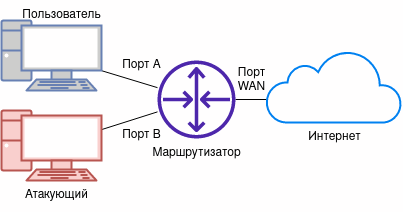 Пользователь
Порт A
Порт
WAN
Порт B
Маршрутизатор
Интернет
Атакующий